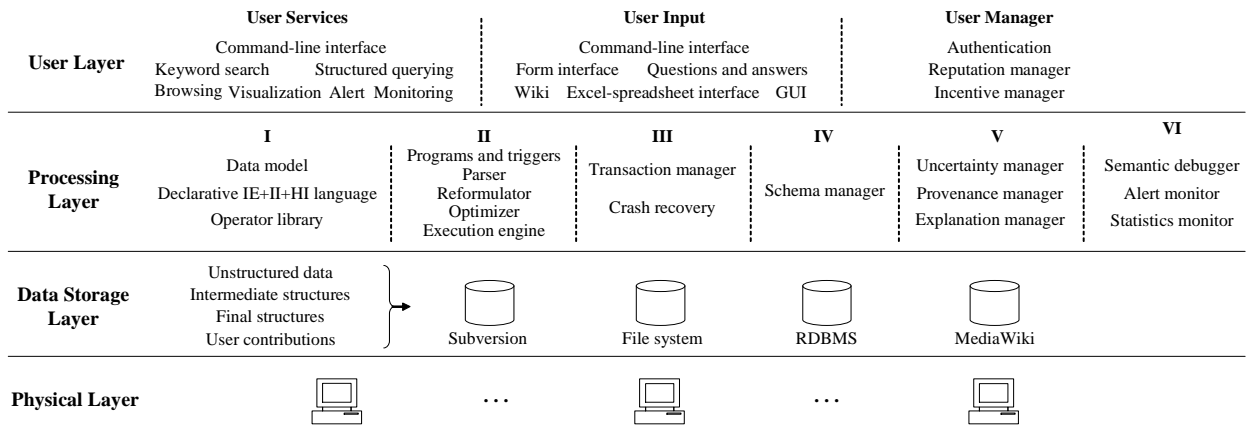 User Services
User Input
User Manager
User Layer
Command-line interface
Keyword search Structured querying
Browsing Visualization Alert Monitoring
Command-line interface
Form interface Questions and answers
Wiki Excel-spreadsheet interface GUI
Authentication
Reputation manager
Incentive manager
Processing
Layer
I
Data model
Declarative IE+II+HI language
Operator library
II
Programs and triggers
Parser
Reformulator
Optimizer
Execution engine
III
Transaction manager
Crash recovery
IV
Schema manager
V
Uncertainty manager
Provenance manager
Explanation manager
VI
Semantic debugger
Alert monitor
Statistics monitor
Data Storage
Layer
Unstructured data
Intermediate structures
Final structures
User contributions
Subversion
File system
RDBMS
MediaWiki
Physical Layer
...
...